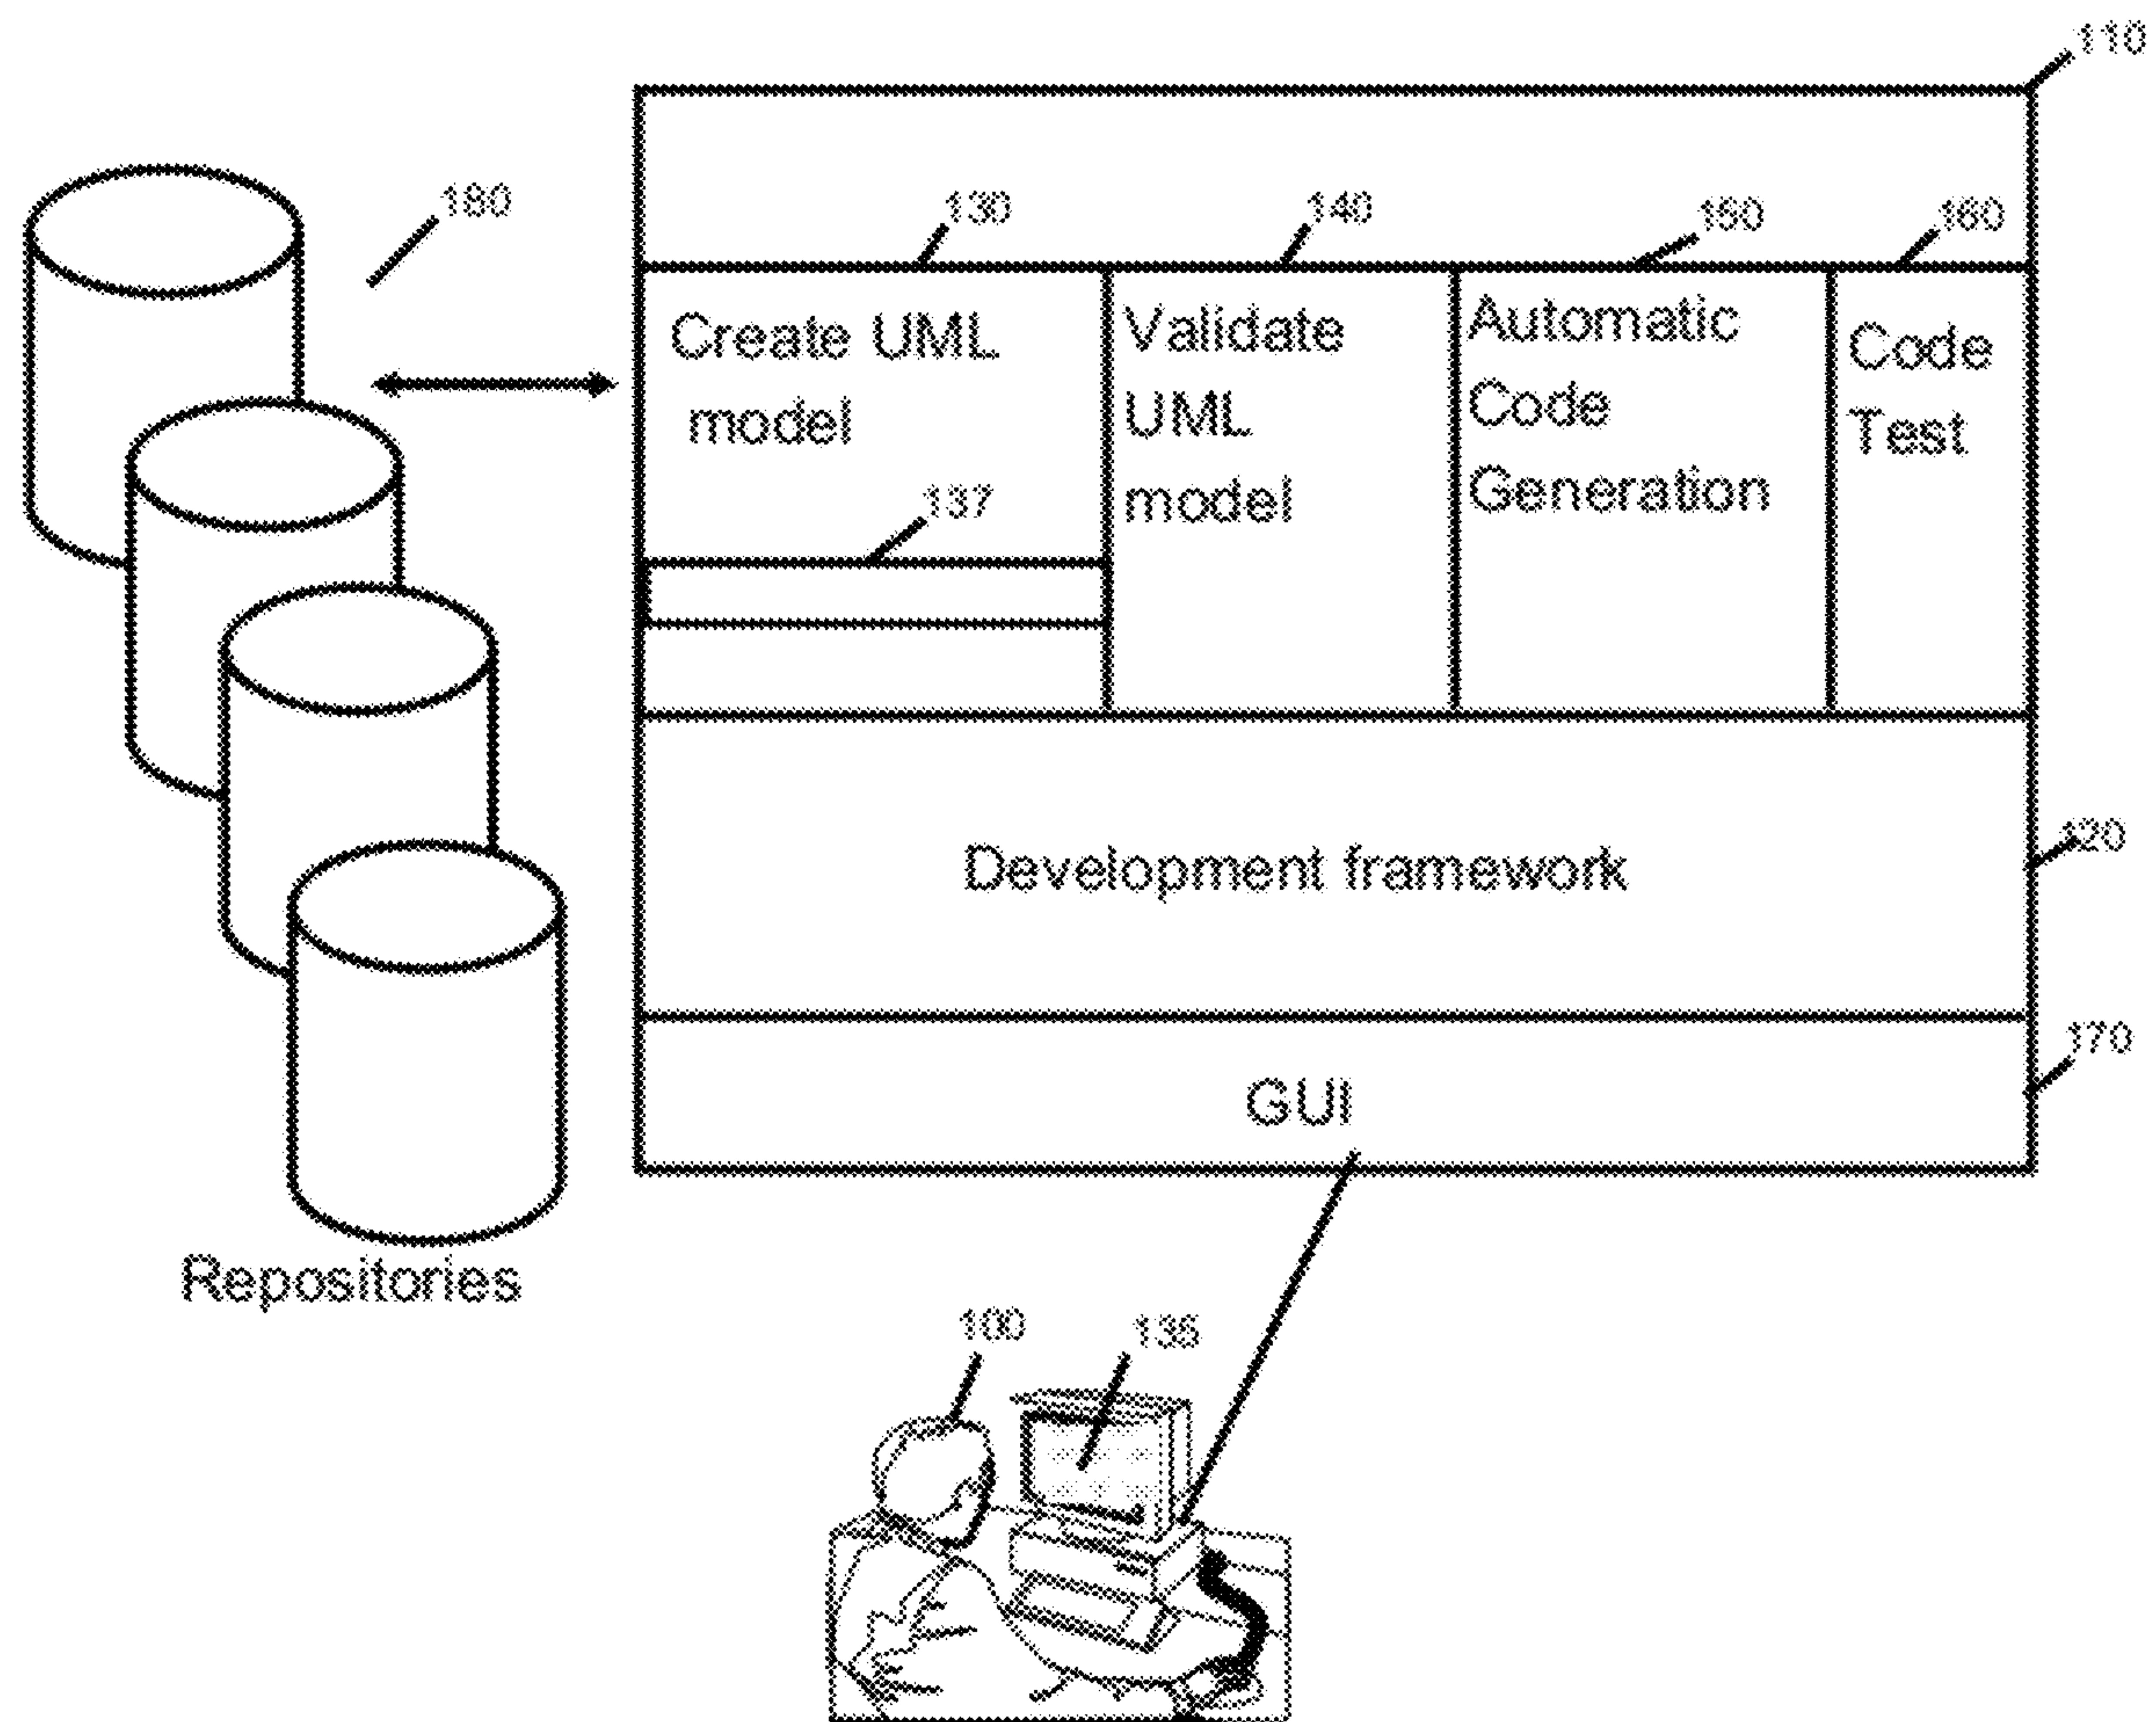 110
180
130
140
150
160
Create UML
model
Validate
UML
model
Automatic
Code
Generation
Code
Test
137
Development framework
120
170
GUI
Repositories
100
135